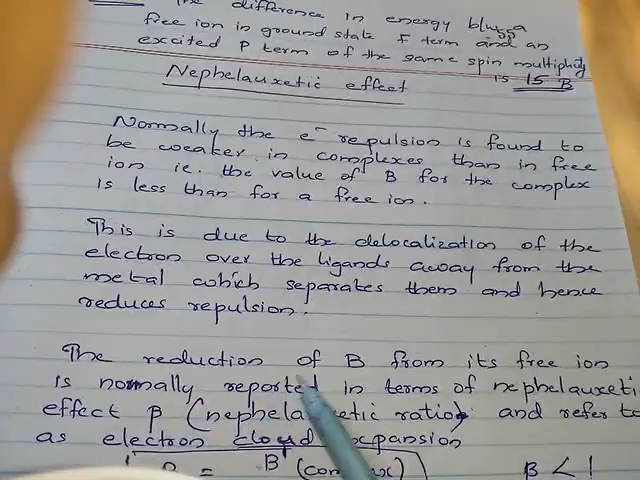 The difference in energy b/w a
free ion in ground state F term and an
excited P term of the same spin multiplicity
is 15 B
Nephelauxetic effect
Normally the e⁻ repulsion is found to
be weaker in complexes than in free
ion ie. the value of B for the complex
is less than for a free ion.
This is due to the delocalization of the
electron over the ligands away from the
metal which separates them and hence
reduces repulsion.
The reduction of B from its free ion
is normally reported in terms of nephelauxeti
effect β (nephelauxetic ratio) and refer to
as electron cloud expansion
B' (complex) B < 1